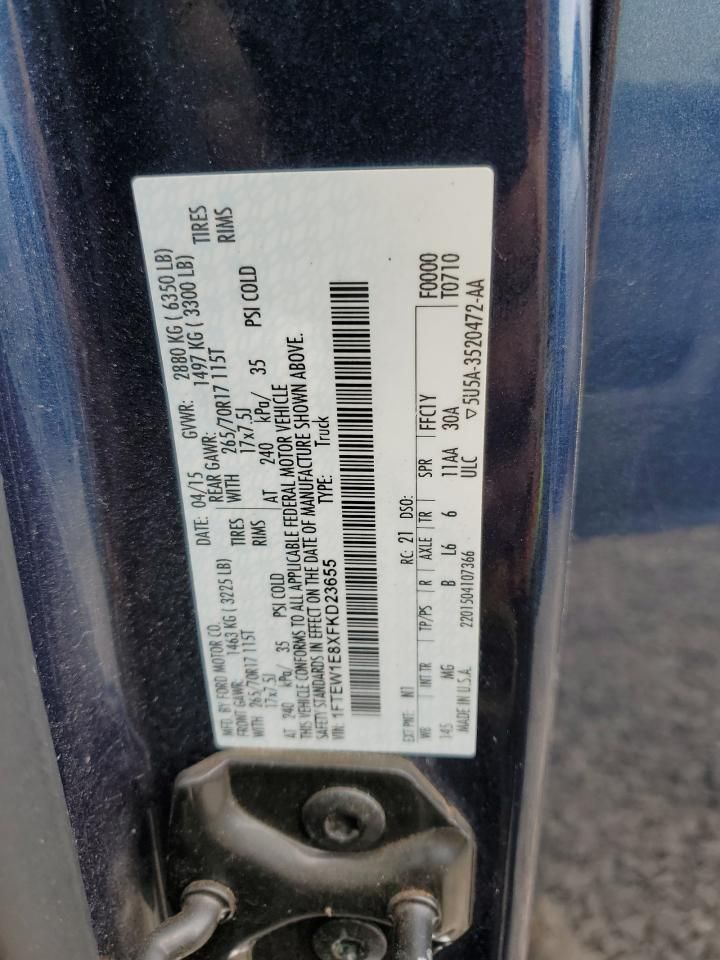 MFD. BY FORD MOTOR CO. DATE: 04/15 GVWR: 2880 KG ( 6350 LB)
FRONT GAWR: 1463 KG ( 3225 LB) REAR GAWR: 1497 KG ( 3300 LB)
WITH 265/70R17 115T TIRES WITH 265/70R17 115T TIRES
17x7.5J RIMS 17x7.5J RIMS
AT 240 kPa/ 35 PSI COLD AT 240 kPa/ 35 PSI COLD
THIS VEHICLE CONFORMS TO ALL APPLICABLE FEDERAL MOTOR VEHICLE
SAFETY STANDARDS IN EFFECT ON THE DATE OF MANUFACTURE SHOWN ABOVE.
VIN: 1FTEW1E8XFKD23655 TYPE: Truck
EXT PNT: N1 RC: 21 DSO: F0000
WB INT TR TP/PS R AXLE TR SPR FFC1Y T0710
145 MG B L6 6 11AA 30A
MADE IN U.S.A. 2201504107366 ULC ▽5U5A-3520472-AA